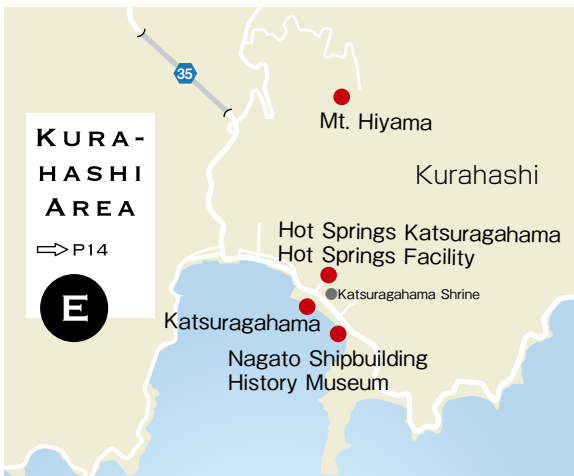 35
Mt. Hiyama
KURA-
HASHI
AREA
⇨P14
E
Kurahashi
Hot Springs Katsuragahama
Hot Springs Facility
Katsuragahama Shrine
Katsuragahama
Nagato Shipbuilding
History Museum